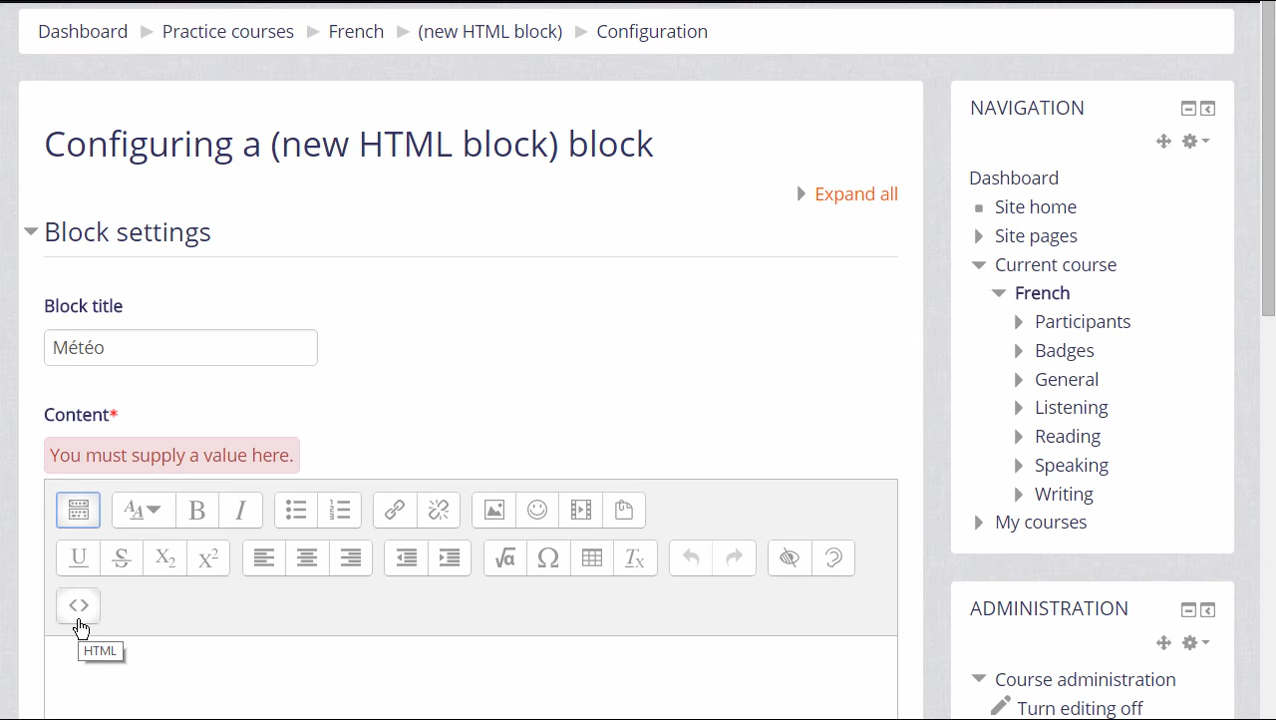 Dashboard Practice courses French (new HTML block) Configuration
Configuring a (new HTML block) block
Expand all
Block settings
Block title
Météo
Content*
You must supply a value here.
HTML
NAVIGATION
Dashboard
Site home
Site pages
Current course
French
Participants
Badges
General
Listening
Reading
Speaking
Writing
My courses
ADMINISTRATION
Course administration
Turn editing off